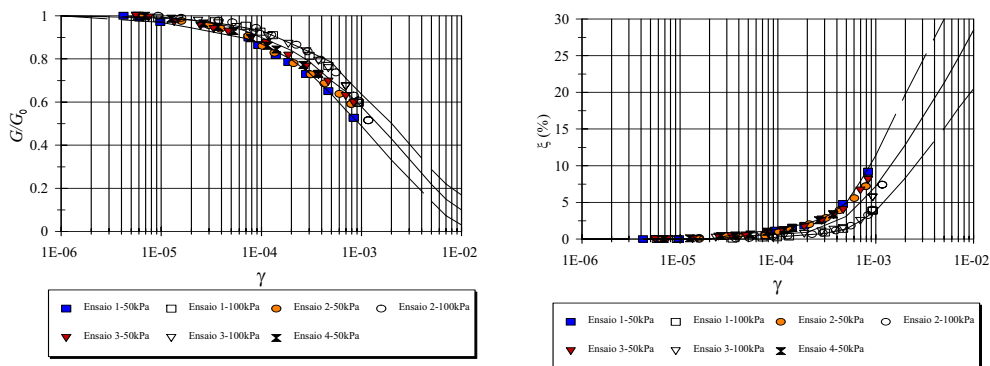 1
0.8
0.6
0.4
0.2
0
G/G0
1E-06 1E-05 1E-04 1E-03 1E-02
γ
Ensaio 1-50kPa Ensaio 1-100kPa Ensaio 2-50kPa Ensaio 2-100kPa
Ensaio 3-50kPa Ensaio 3-100kPa Ensaio 4-50kPa
30
25
20
15
10
5
0
ξ (%)
1E-06 1E-05 1E-04 1E-03 1E-02
γ
Ensaio 1-50kPa Ensaio 1-100kPa Ensaio 2-50kPa Ensaio 2-100kPa
Ensaio 3-50kPa Ensaio 3-100kPa Ensaio 4-50kPa